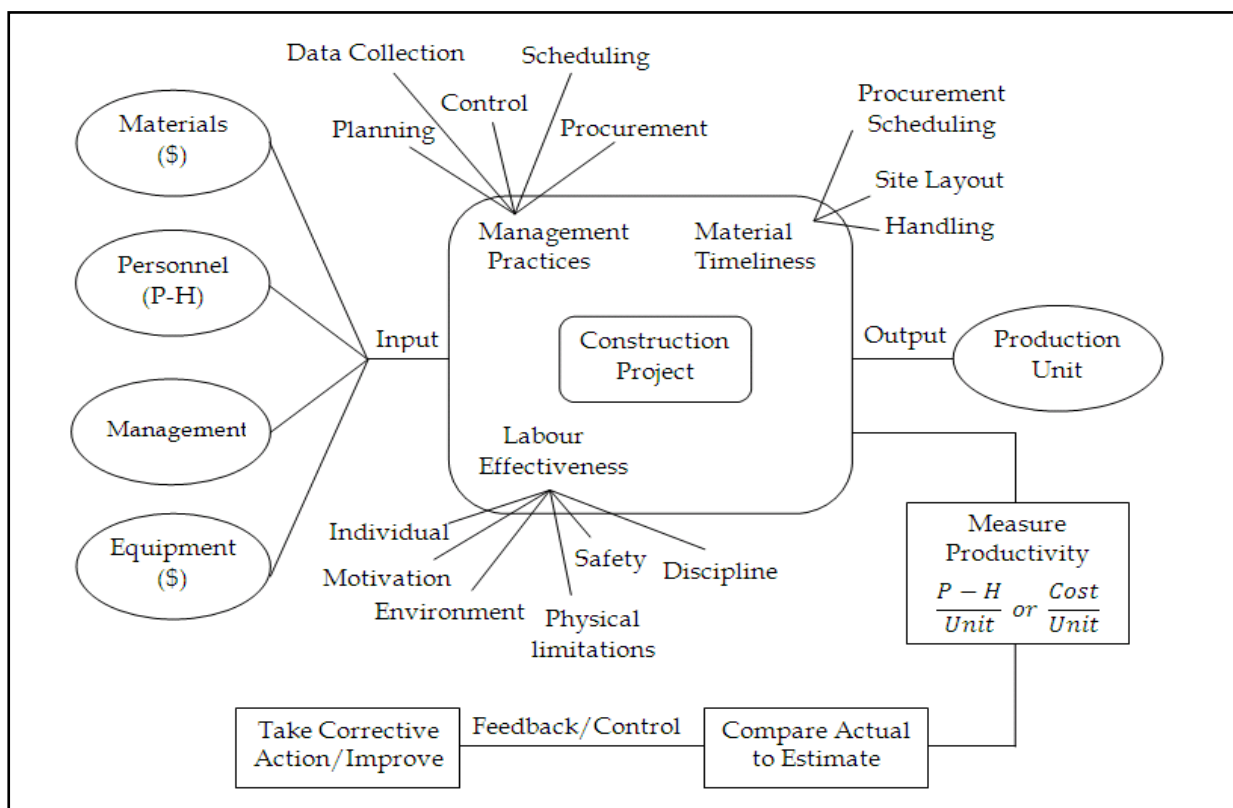 Data Collection
Scheduling
Control
Planning
Procurement
Procurement
Scheduling
Site Layout
Handling
Materials
($)
Personnel
(P-H)
Management
Equipment
($)
Input
Management
Practices
Material
Timeliness
Construction
Project
Labour
Effectiveness
Output
Production
Unit
Individual
Motivation
Environment
Physical
limitations
Safety
Discipline
Measure
Productivity
P − H / Unit or Cost / Unit
Take Corrective
Action/Improve
Feedback/Control
Compare Actual
to Estimate